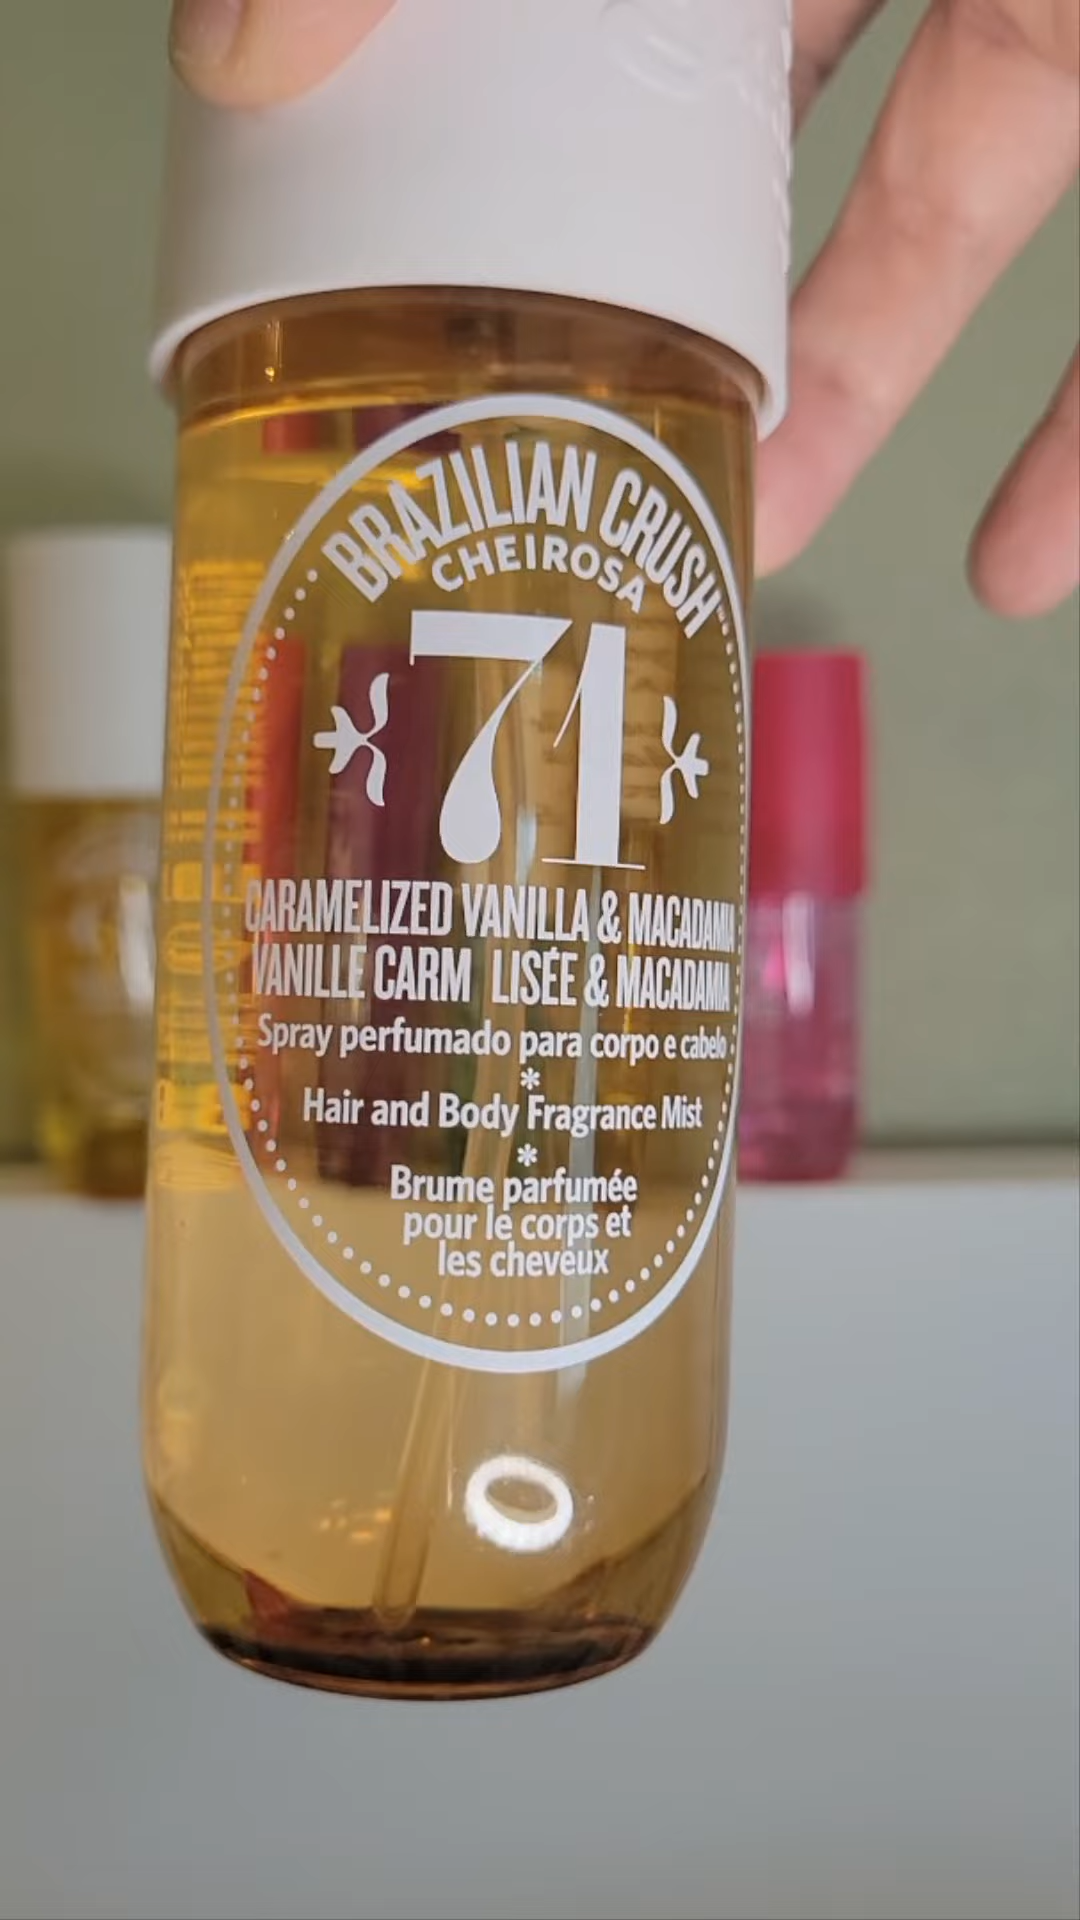 BRAZILIAN CRUSH™
CHEIROSA
71
CARAMELIZED VANILLA & MACADAMIA
VANILLE CARM LISÉE & MACADAMIA
Spray perfumado para corpo e cabelo
*
Hair and Body Fragrance Mist
*
Brume parfumée
pour le corps et
les cheveux